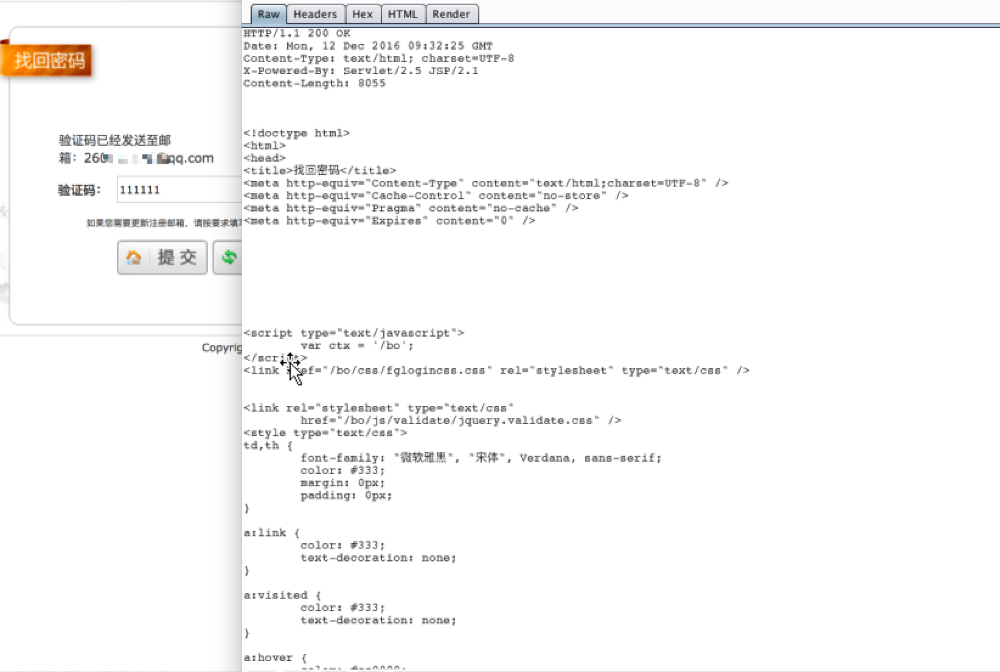 找回密码
验证码已经发送至邮
箱：260 qq.com
验证码：
111111
如果您需要更新注册邮箱，请按要求填
提 交
Copyrig
Raw
Headers
Hex
HTML
Render
HTTP/1.1 200 OK
Date: Mon, 12 Dec 2016 09:32:25 GMT
Content-Type: text/html; charset=UTF-8
X-Powered-By: Servlet/2.5 JSP/2.1
Content-Length: 8055
<!doctype html>
<html>
<head>
<title>找回密码</title>
<meta http-equiv="Content-Type" content="text/html;charset=UTF-8" />
<meta http-equiv="Cache-Control" content="no-store" />
<meta http-equiv="Pragma" content="no-cache" />
<meta http-equiv="Expires" content="0" />
<script type="text/javascript">
var ctx = '/bo';
</script>
<link href="/bo/css/fglogincss.css" rel="stylesheet" type="text/css" />
<link rel="stylesheet" type="text/css"
href="/bo/js/validate/jquery.validate.css" />
<style type="text/css">
td,th {
font-family: "微软雅黑", "宋体", Verdana, sans-serif;
color: #333;
margin: 0px;
padding: 0px;
}
a:link {
color: #333;
text-decoration: none;
}
a:visited {
color: #333;
text-decoration: none;
}
a:hover {